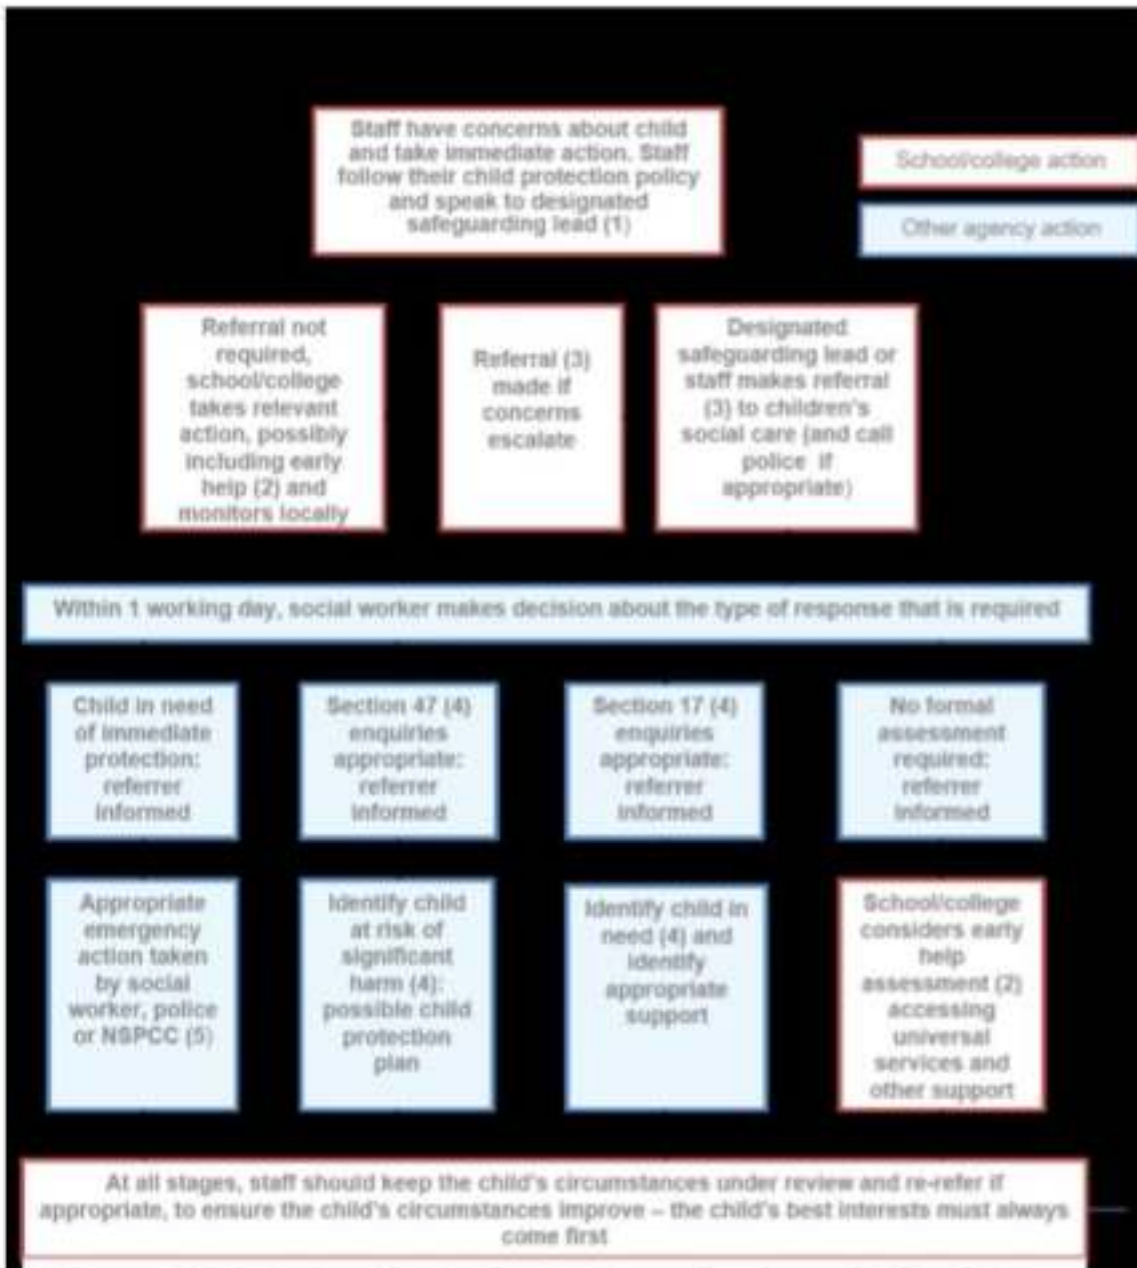 Staff have concerns about child
and take immediate action. Staff
follow their child protection policy
and speak to designated
safeguarding lead (1)
School/college action
Other agency action
Referral not
required,
school/college
takes relevant
action, possibly
including early
help (2) and
monitors locally
Referral (3)
made if
concerns
escalate
Designated
safeguarding lead or
staff makes referral
(3) to children's
social care (and call
police if
appropriate)
Within 1 working day, social worker makes decision about the type of response that is required
Child in need
of immediate
protection:
referrer
informed
Section 47 (4)
enquiries
appropriate:
referrer
informed
Section 17 (4)
enquiries
appropriate:
referrer
informed
No formal
assessment
required:
referrer
informed
Appropriate
emergency
action taken
by social
worker, police
or NSPCC (5)
Identify child
at risk of
significant
harm (4):
possible child
protection
plan
Identify child in
need (4) and
identify
appropriate
support
School/college
considers early
help
assessment (2)
accessing
universal
services and
other support
At all stages, staff should keep the child's circumstances under review and re-refer if
appropriate, to ensure the child's circumstances improve – the child's best interests must always
come first